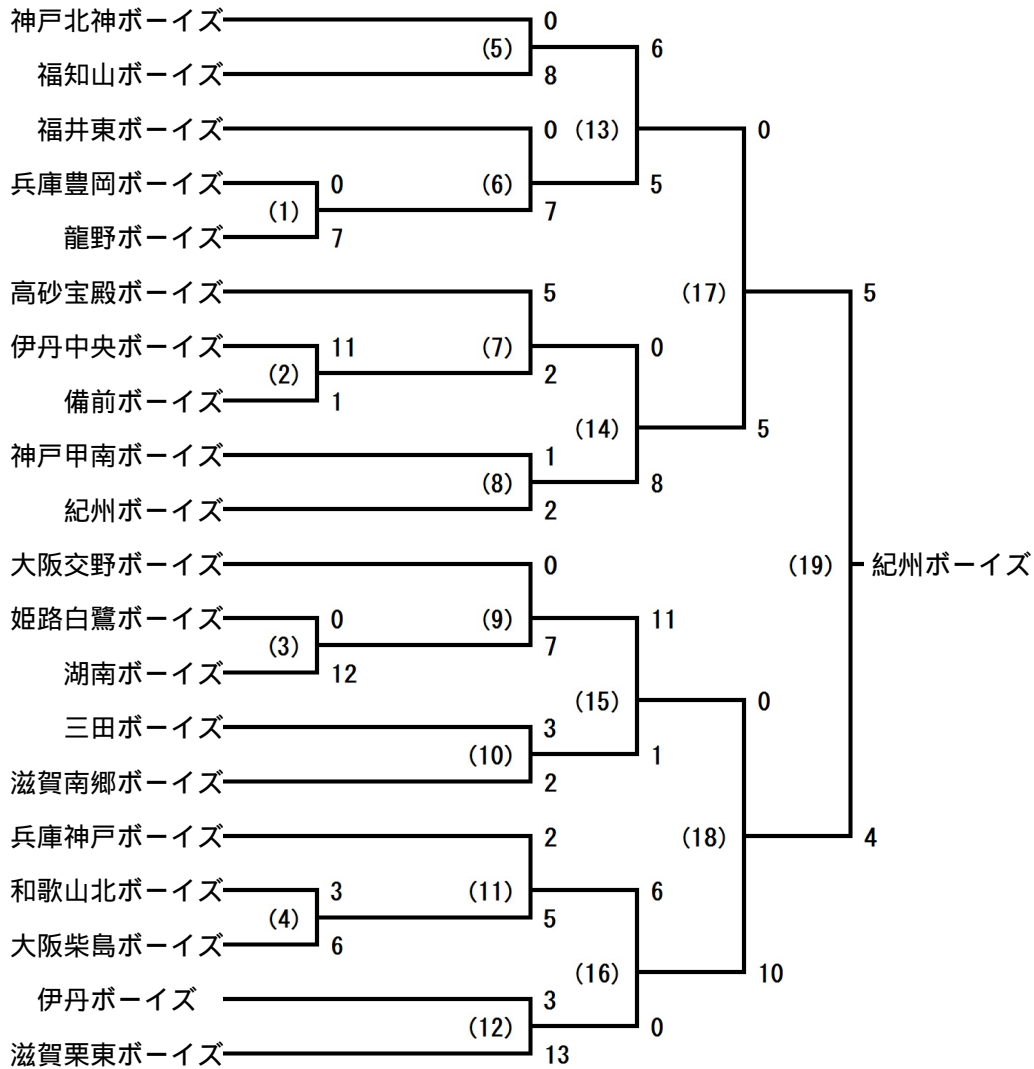 神戸北神ボーイズ 0
(5) 6
福知山ボーイズ 8
福井東ボーイズ 0 (13) 0
兵庫豊岡ボーイズ 0 (6) 5
(1) 7
龍野ボーイズ 7
高砂宝殿ボーイズ 5 (17) 5
伊丹中央ボーイズ 11 (7) 0
(2) 2
備前ボーイズ 1
(14) 5
神戸甲南ボーイズ 1
(8) 8
紀州ボーイズ 2
大阪交野ボーイズ 0 (19) 紀州ボーイズ
姫路白鷺ボーイズ 0 (9) 11
(3) 7
湖南ボーイズ 12
(15) 0
三田ボーイズ 3
(10) 1
滋賀南郷ボーイズ 2
兵庫神戸ボーイズ 2 (18) 4
和歌山北ボーイズ 3 (11) 6
(4) 5
大阪柴島ボーイズ 6
(16) 10
伊丹ボーイズ 3
(12) 0
滋賀栗東ボーイズ 13